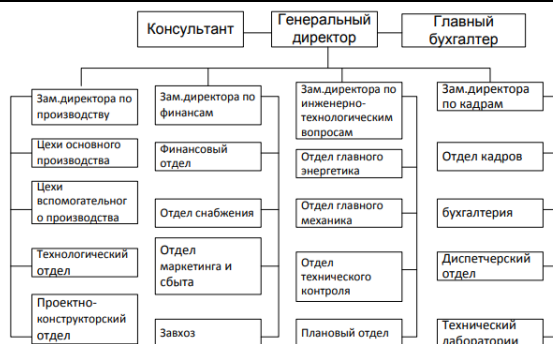 Консультант
Генеральный
директор
Главный
бухгалтер
Зам.директора по
производству
Зам.директора по
финансам
Зам.директора по
инженерно-
технологическим
вопросам
Зам.директора
по кадрам
Цехи основного
производства
Финансовый
отдел
Отдел главного
энергетика
Отдел кадров
Цехи
вспомогательног
о производства
Отдел снабжения
Отдел главного
механика
бухгалтерия
Технологический
отдел
Отдел
маркетинга и
сбыта
Отдел
технического
контроля
Диспетчерский
отдел
Проектно-
конструкторский
отдел
Завхоз
Плановый отдел
Технический
лаборатории